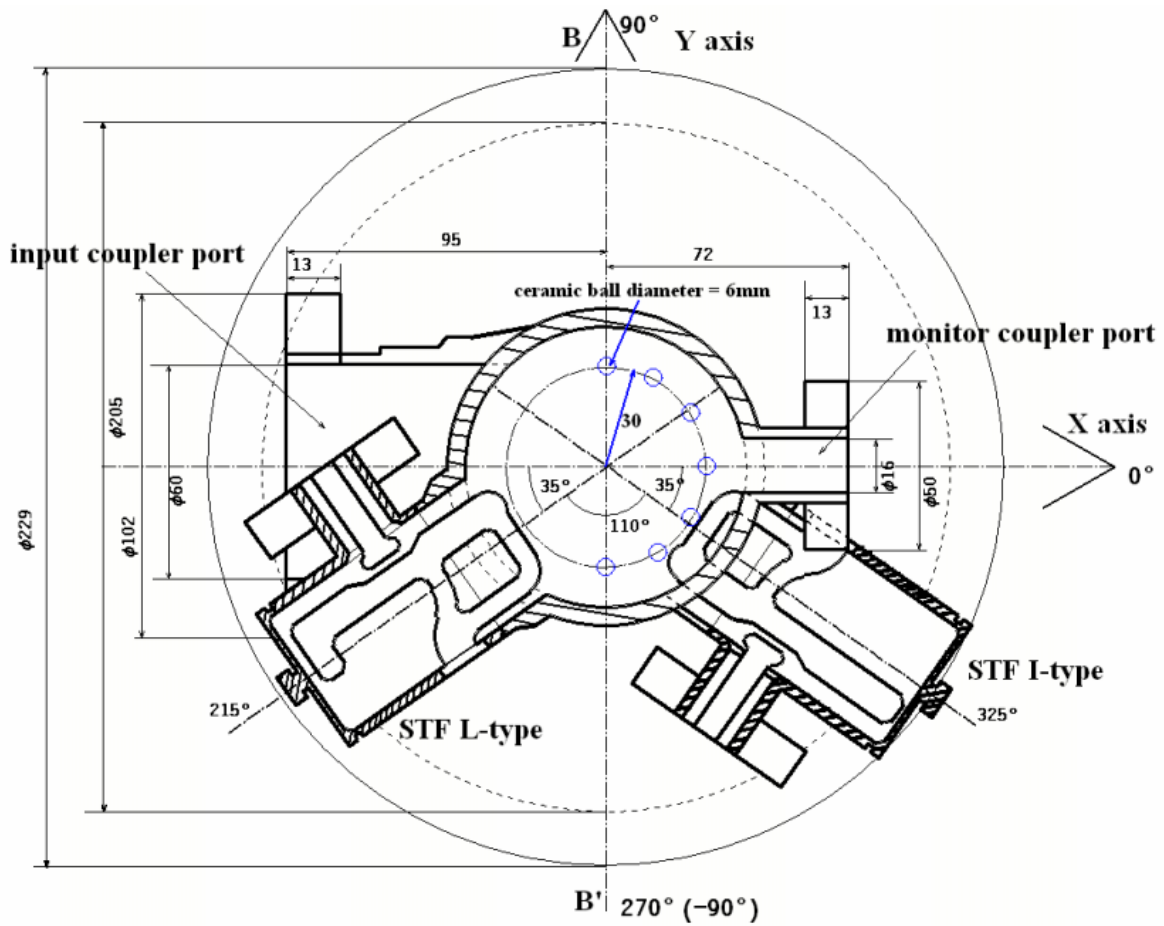 90°
B
Y axis
95
72
input coupler port
13
ceramic ball diameter = 6mm
13
monitor coupler port
30
X axis
0°
ϕ229
ϕ205
ϕ102
ϕ60
ϕ16
ϕ50
35°
35°
110°
STF I-type
215°
STF L-type
325°
B'
270° (-90°)